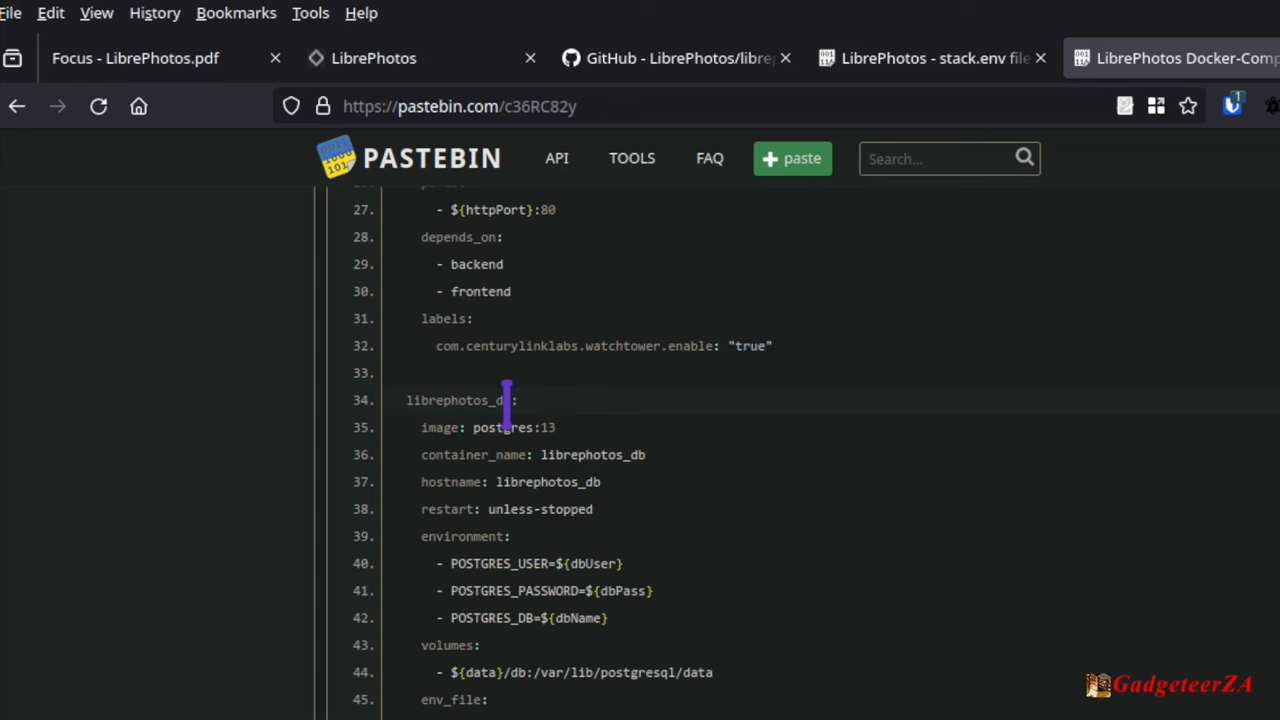 File Edit View History Bookmarks Tools Help
Focus - LibrePhotos.pdf
LibrePhotos
GitHub - LibrePhotos/libre
LibrePhotos - stack.env file
LibrePhotos Docker-Comp
https://pastebin.com/c36RC82y
1
PASTEBIN API TOOLS FAQ + paste Search...
27. - ${httpPort}:80
28. depends_on:
29. - backend
30. - frontend
31. labels:
32. com.centurylinklabs.watchtower.enable: "true"
33.
34. librephotos_db:
35. image: postgres:13
36. container_name: librephotos_db
37. hostname: librephotos_db
38. restart: unless-stopped
39. environment:
40. - POSTGRES_USER=${dbUser}
41. - POSTGRES_PASSWORD=${dbPass}
42. - POSTGRES_DB=${dbName}
43. volumes:
44. - ${data}/db:/var/lib/postgresql/data
45. env_file:
GadgeteerZA